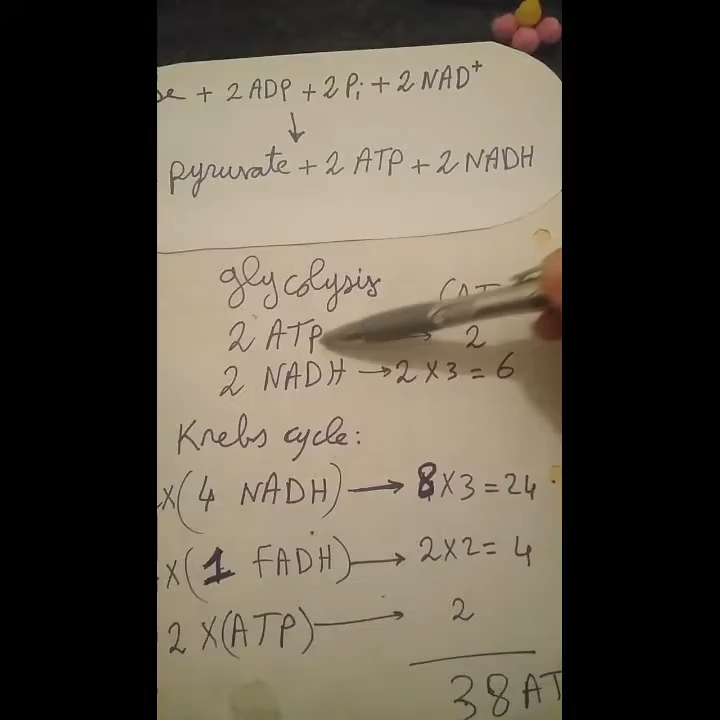 + 2 ADP + 2 Pi + 2 NAD+
↓
pyruvate + 2 ATP + 2 NADH
glycolysis
2 ATP → 2
2 NADH → 2 X 3 = 6
Krebs cycle:
X(4 NADH) → 8 X 3 = 24
X(1 FADH) → 2 X 2 = 4
2 X(ATP) → 2
38 AT